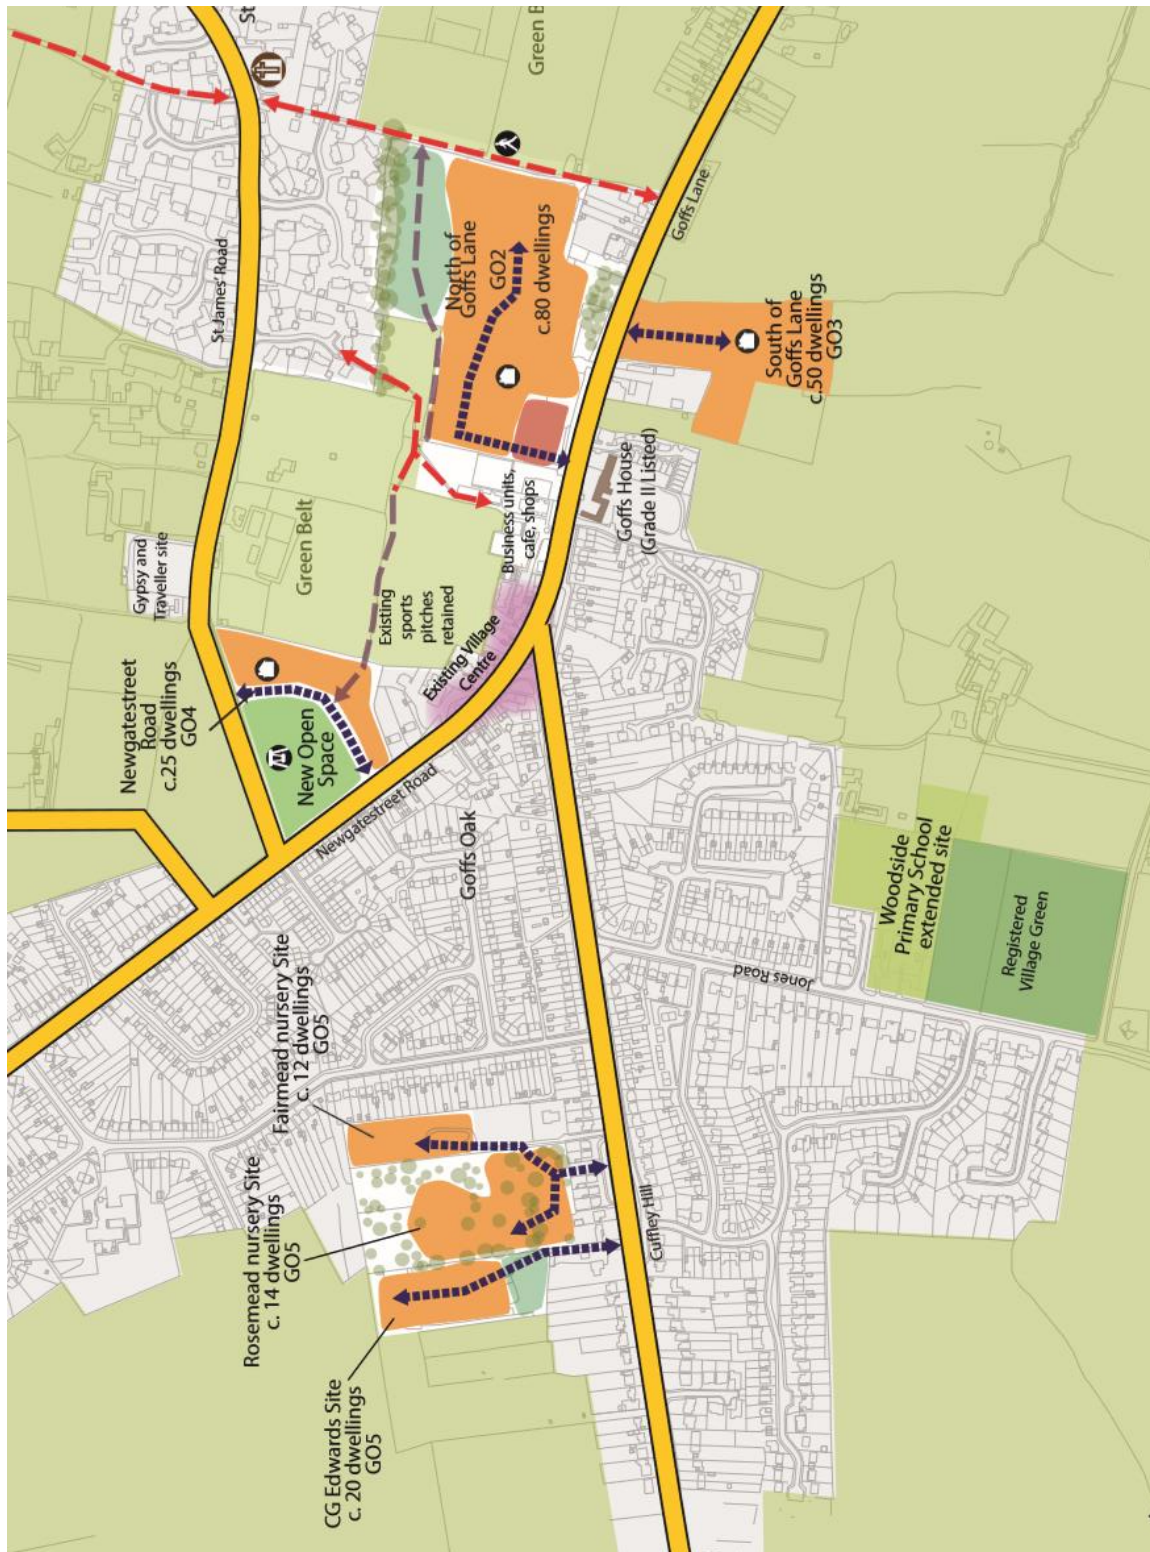 CG Edwards Site
c. 20 dwellings
GO5
Rosemead nursery Site
c. 14 dwellings
GO5
Fairmead nursery Site
c. 12 dwellings
GO5
Newgatestreet
Road
c.25 dwellings
GO4
Gypsy and
Traveller site
St James' Road
St
Green Belt
New Open
Space
Newgatestreet Road
Existing
sports
pitches
retained
Existing Village
Centre
Business units,
cafe, shops
North of
Goffs Lane
GO2
c.80 dwellings
Green B
Goffs Lane
Goffs Oak
Goffs House
(Grade II Listed)
South of
Goffs Lane
c.50 dwellings
GO3
Cuffley Hill
Jones Road
Woodside
Primary School
extended site
Registered
Village Green